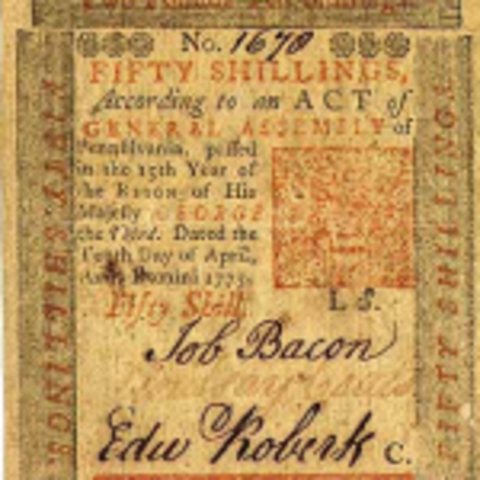 No. 1678
FIFTY SHILLINGS,
According to an ACT of
GENERAL ASSEMBLY of
Pennsylvania, passed
in the 15th Year of
the REIGN of His
Majesty GEORGE
the Third. Dated the
Tenth Day of April,
Anno Domini 1775.
Fifty Shill.
L S.
Job Bacon
Edw Roberts C.
FIFTY SHILLINGS